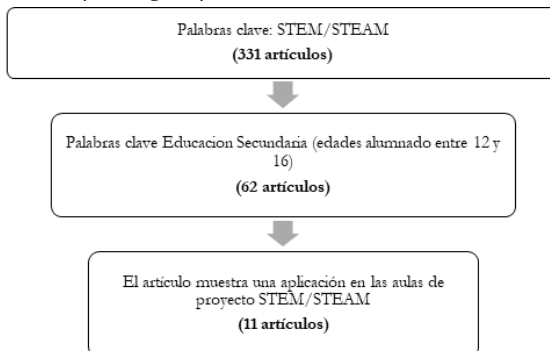 Palabras clave: STEM/STEAM
(331 artículos)
Palabras clave Educacion Secundaria (edades alumnado entre 12 y
16)
(62 artículos)
El artículo muestra una aplicación en las aulas de
proyecto STEM/STEAM
(11 artículos)